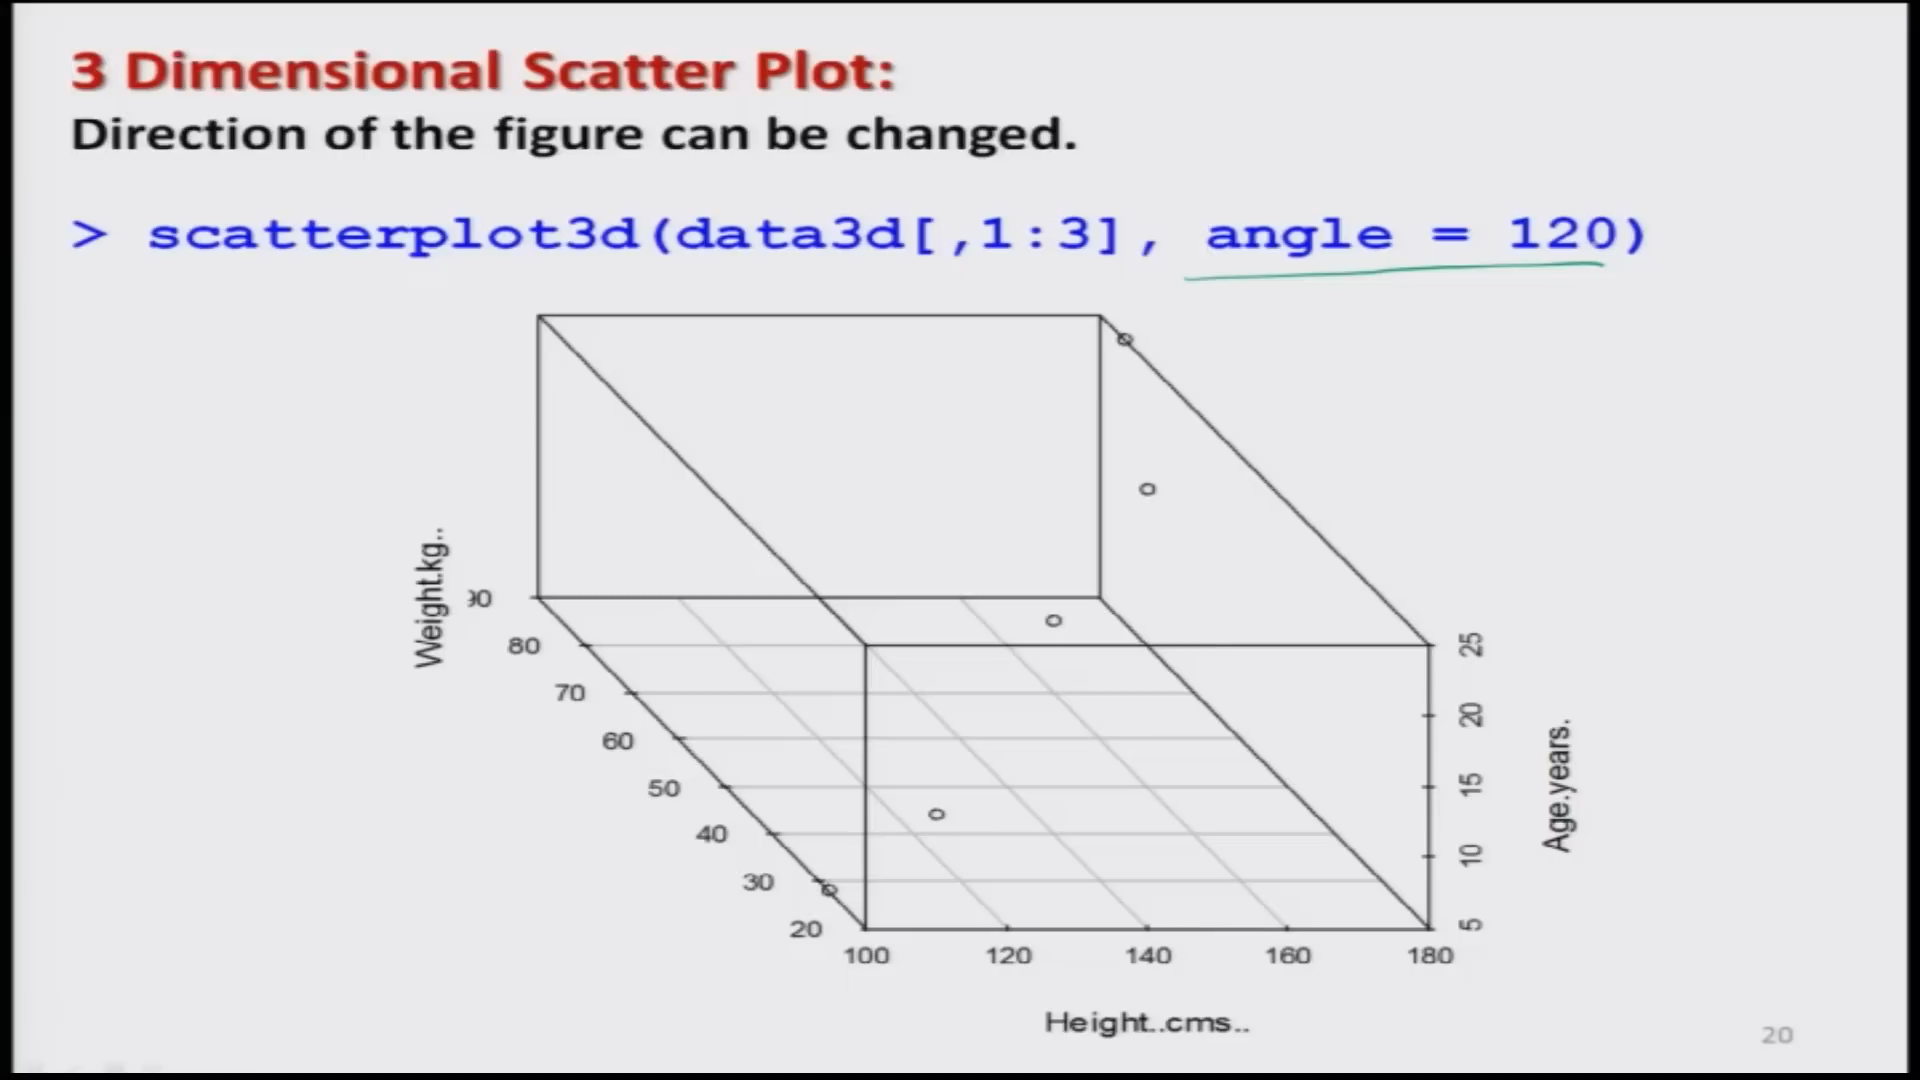 3 Dimensional Scatter Plot:
Direction of the figure can be changed.
> scatterplot3d(data3d[,1:3], angle = 120)
Weight.kg..
90
80
70
60
50
40
30
20
100 120 140 160 180
Height..cms..
25
20
15
10
5
Age.years.
20